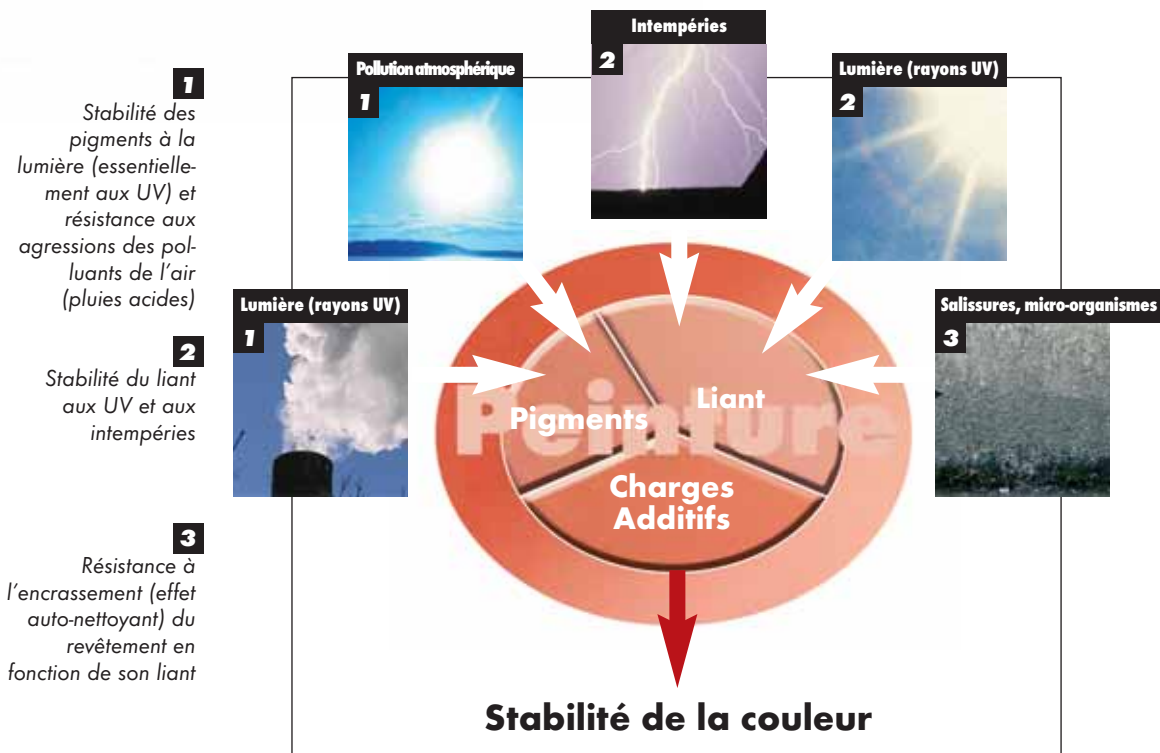 1
Stabilité des
pigments à la
lumière (essentielle-
ment aux UV) et
résistance aux
agressions des pol-
luants de l'air
(pluies acides)
2
Stabilité du liant
aux UV et aux
intempéries
3
Résistance à
l'encrassement (effet
auto-nettoyant) du
revêtement en
fonction de son liant
Lumière (rayons UV)
1
Pollution atmosphérique
1
Intempéries
2
Lumière (rayons UV)
2
Salissures, micro-organismes
3
Peinture
Pigments
Liant
Charges
Additifs
Stabilité de la couleur